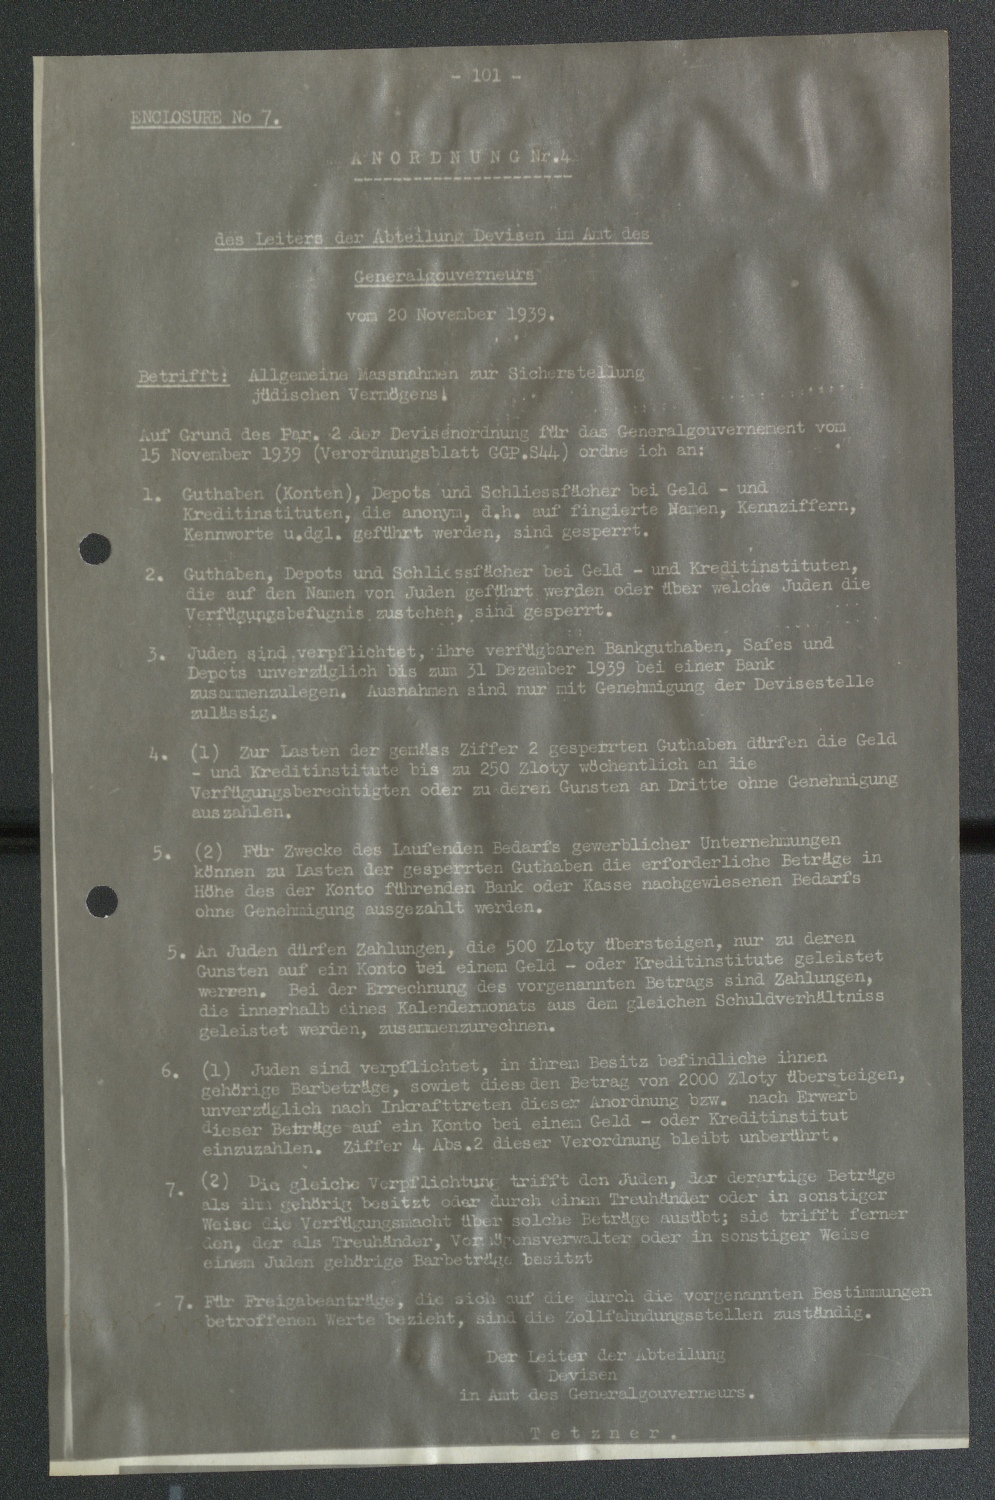 - 101 -
ENCLOSURE No 7.
A N O R D N U N G Nr.4
des Leiters der Abteilung Devisen im Amt des
Generalgouverneurs
vom 20 November 1939.
Betrifft: Allgemeine Massnahmen zur Sicherstellung
jüdischen Vermögens.
Auf Grund des Par. 2 der Devisenordnung für das Generalgouvernement vom
15 November 1939 (Verordnungsblatt GGP.S44) ordne ich an:
1. Guthaben (Konten), Depots und Schliessfächer bei Geld - und
Kreditinstituten, die anonym, d.h. auf fingierte Namen, Kennziffern,
Kennworte u.dgl. geführt werden, sind gesperrt.
2. Guthaben, Depots und Schliessfächer bei Geld - und Kreditinstituten,
die auf den Namen von Juden geführt werden oder über welche Juden die
Verfügungsbefugnis zustehen, sind gesperrt.
3. Juden sind verpflichtet, ihre verfügbaren Bankguthaben, Safes und
Depots unverzüglich bis zum 31 Dezember 1939 bei einer Bank
zusammenzulegen. Ausnahmen sind nur mit Genehmigung der Devisestelle
zulässig.
4. (1) Zur Lasten der gemäss Ziffer 2 gesperrten Guthaben dürfen die Geld
- und Kreditinstitute bis zu 250 Zloty wöchentlich an die
Verfügungsberechtigten oder zu deren Gunsten an Dritte ohne Genehmigung
auszahlen.
5. (2) Für Zwecke des Laufenden Bedarfs gewerblicher Unternehmungen
können zu Lasten der gesperrten Guthaben die erforderliche Beträge in
Höhe des der Konto führenden Bank oder Kasse nachgewiesenen Bedarfs
ohne Genehmigung ausgezahlt werden.
5. An Juden dürfen Zahlungen, die 500 Zloty übersteigen, nur zu deren
Gunsten auf ein Konto bei einem Geld - oder Kreditinstitute geleistet
werden. Bei der Errechnung des vorgenannten Betrags sind Zahlungen,
die innerhalb eines Kalendermonats aus dem gleichen Schuldverhältniss
geleistet werden, zusammenzurechnen.
6. (1) Juden sind verpflichtet, in ihrem Besitz befindliche ihnen
gehörige Barbeträge, sowiet diese den Betrag von 2000 Zloty übersteigen,
unverzüglich nach Inkrafttreten dieser Anordnung bzw. nach Erwerb
dieser Beträge auf ein Konto bei einem Geld - oder Kreditinstitut
einzuzahlen. Ziffer 4 Abs.2 dieser Verordnung bleibt unberührt.
7. (2) Die gleiche Verpflichtung trifft den Juden, der derartige Beträge
als ihm gehörig besitzt oder durch einen Treuhänder oder in sonstiger
Weise die Verfügungsmacht über solche Beträge ausübt; sie trifft ferner
den, der als Treuhänder, Vermögensverwalter oder in sonstiger Weise
einem Juden gehörige Barbeträge besitzt
7. Für Freigabeanträge, die sich auf die durch die vorgenannten Bestimmungen
betroffenen Werte bezieht, sind die Zollfahndungsstellen zuständig.
Der Leiter der Abteilung
Devisen
in Amt des Generalgouverneurs.
T e t z n e r .